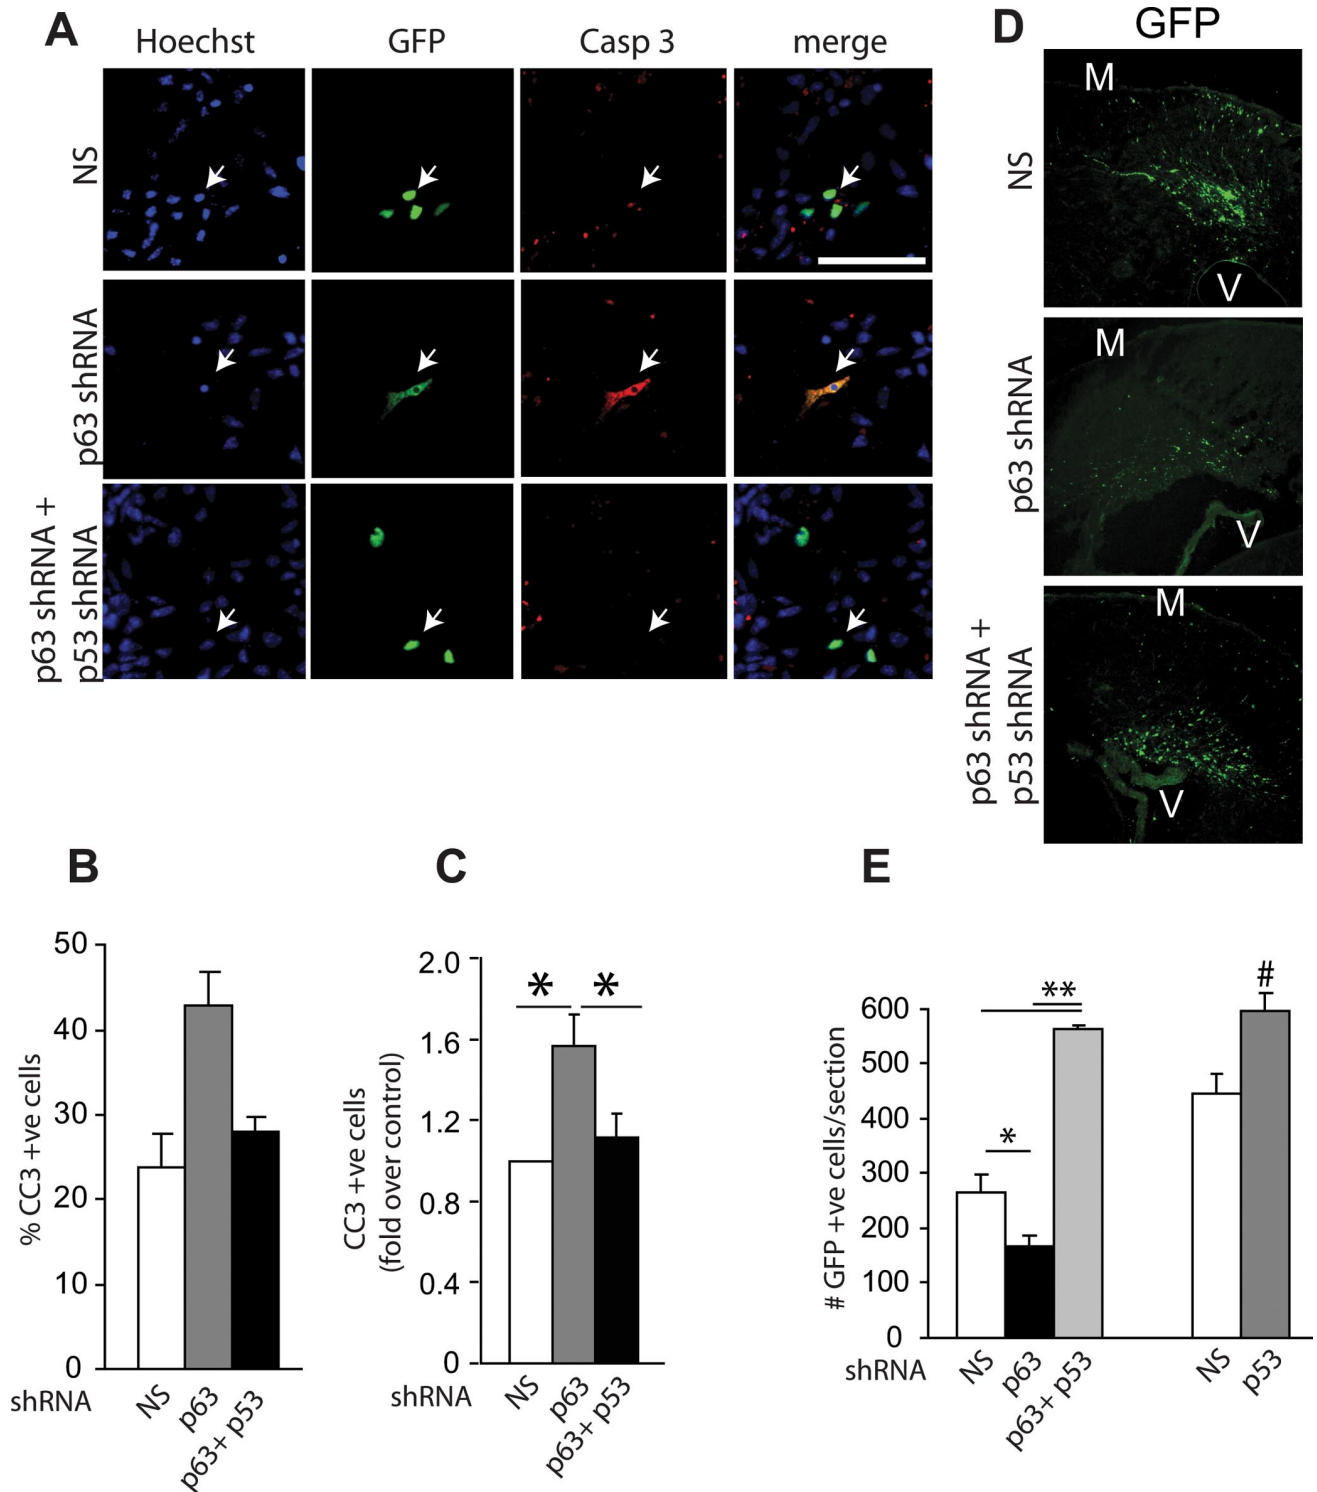 A
Hoechst
GFP
Casp 3
merge
NS
p63 shRNA
p63 shRNA +
p53 shRNA
D
GFP
NS
M
V
p63 shRNA
M
V
p63 shRNA +
p53 shRNA
M
V
B
% CC3 +ve cells
50
40
30
20
10
0
shRNA
NS
p63
p63+ p53
C
CC3 +ve cells
(fold over control)
2.0
1.6
1.2
0.8
0.4
0
* *
shRNA
NS
p63
p63+ p53
E
# GFP +ve cells/section
600
500
400
300
200
100
0
**
*
#
shRNA
NS
p63
p63+ p53
NS
p53